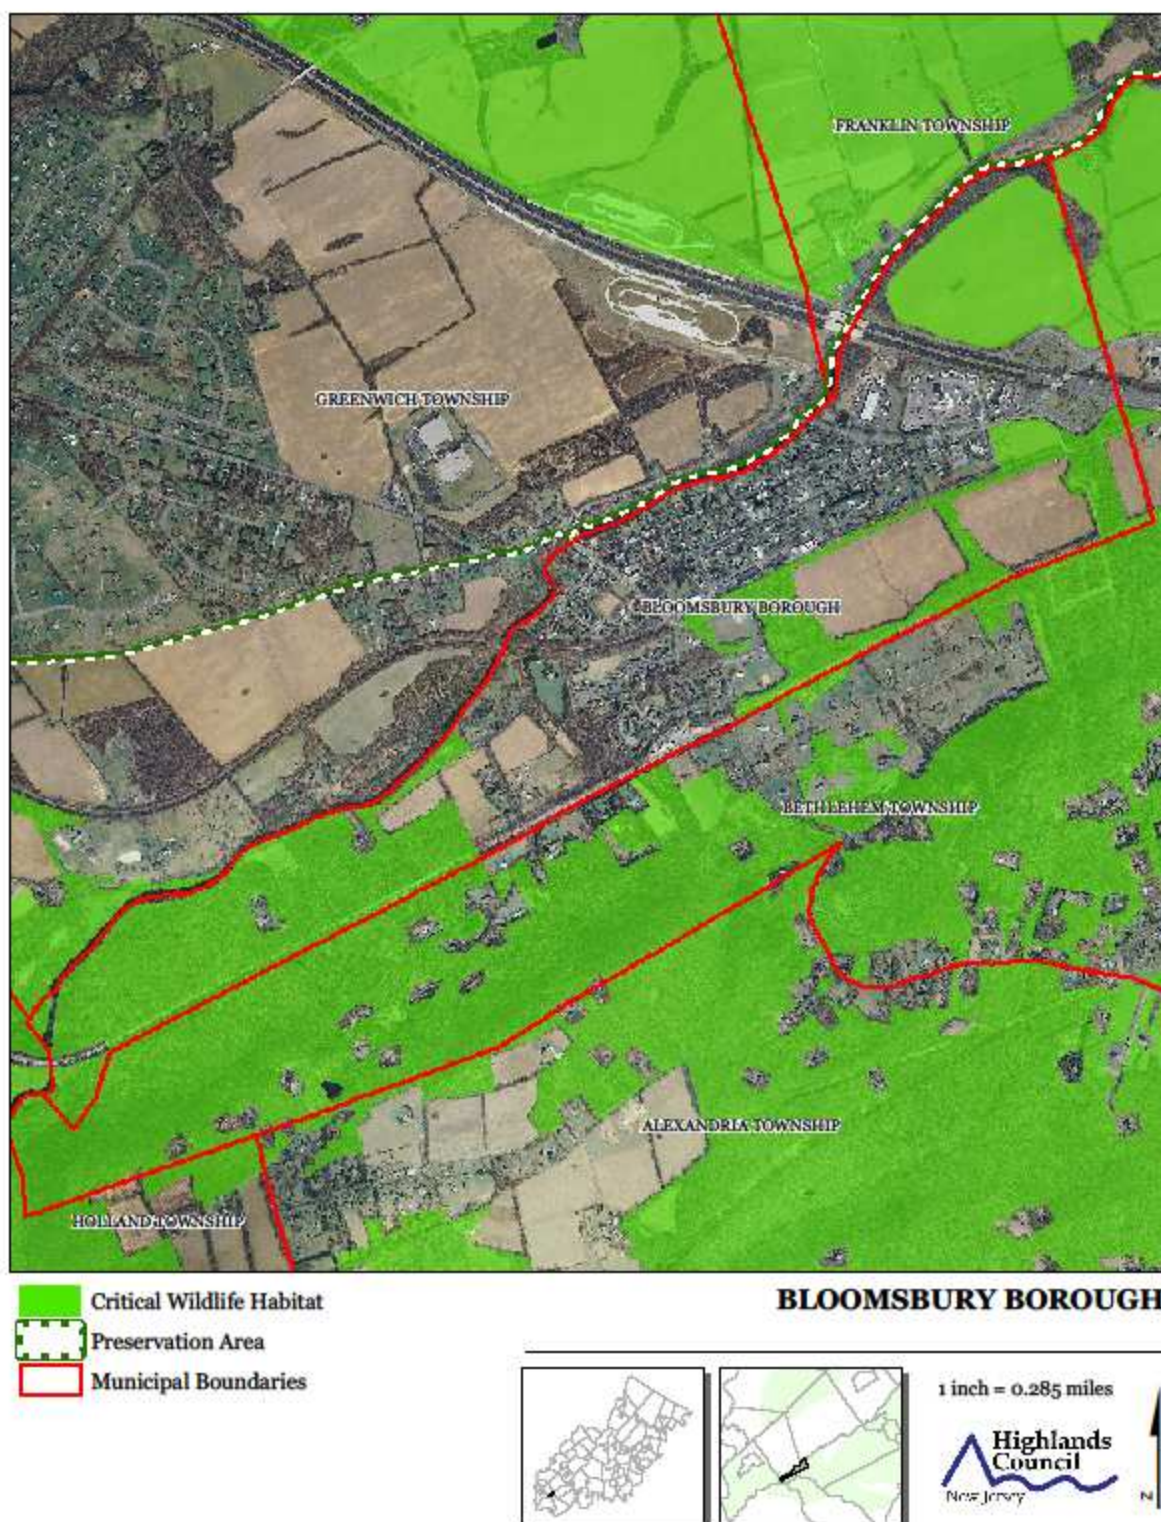 FRANKLIN TOWNSHIP
GREENWICH TOWNSHIP
BLOOMSBURY BOROUGH
BETHLEHEM TOWNSHIP
ALEXANDRIA TOWNSHIP
HOLLAND TOWNSHIP
Critical Wildlife Habitat
Preservation Area
Municipal Boundaries
BLOOMSBURY BOROUGH
1 inch = 0.285 miles
Highlands
Council
New Jersey
N